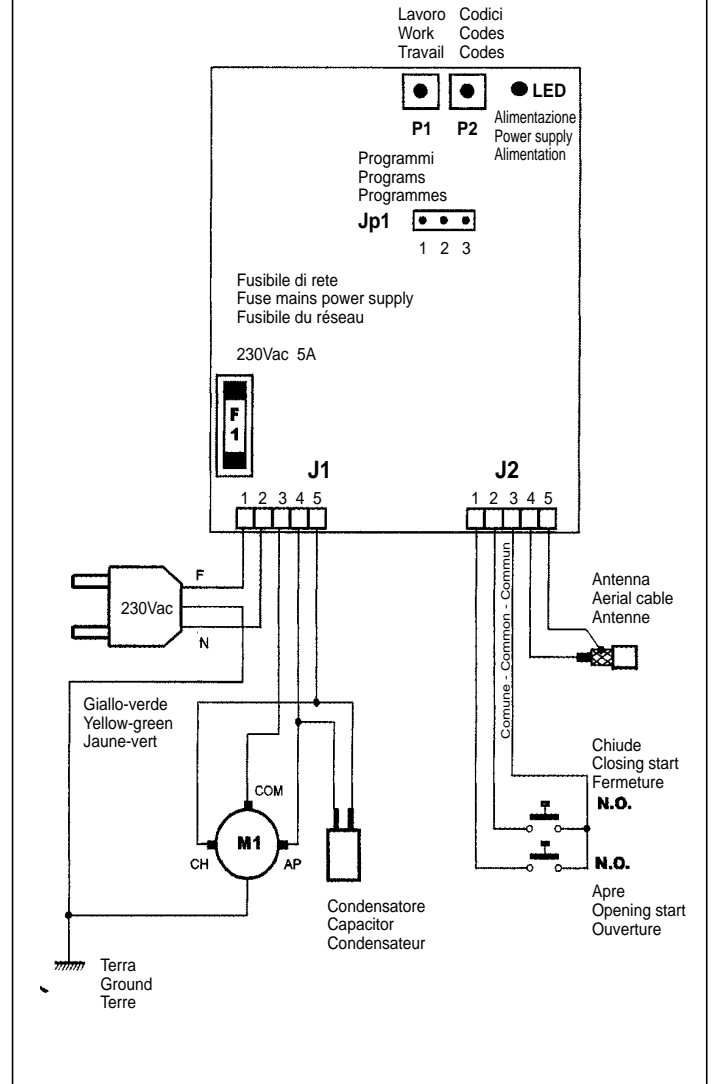 Lavoro Codici
Work Codes
Travail Codes
LED
P1 P2
Alimentazione
Power supply
Alimentation
Programmi
Programs
Programmes
Jp1
1 2 3
Fusibile di rete
Fuse mains power supply
Fusibile du réseau
230Vac 5A
F
1
J1
J2
1 2 3 4 5
1 2 3 4 5
F
230Vac
N
Comune - Common - Commun
Antenna
Aerial cable
Antenne
Giallo-verde
Yellow-green
Jaune-vert
Chiude
Closing start
Fermeture
N.O.
COM
M1
CH
AP
N.O.
Apre
Opening start
Ouverture
Condensatore
Capacitor
Condensateur
Terra
Ground
Terre